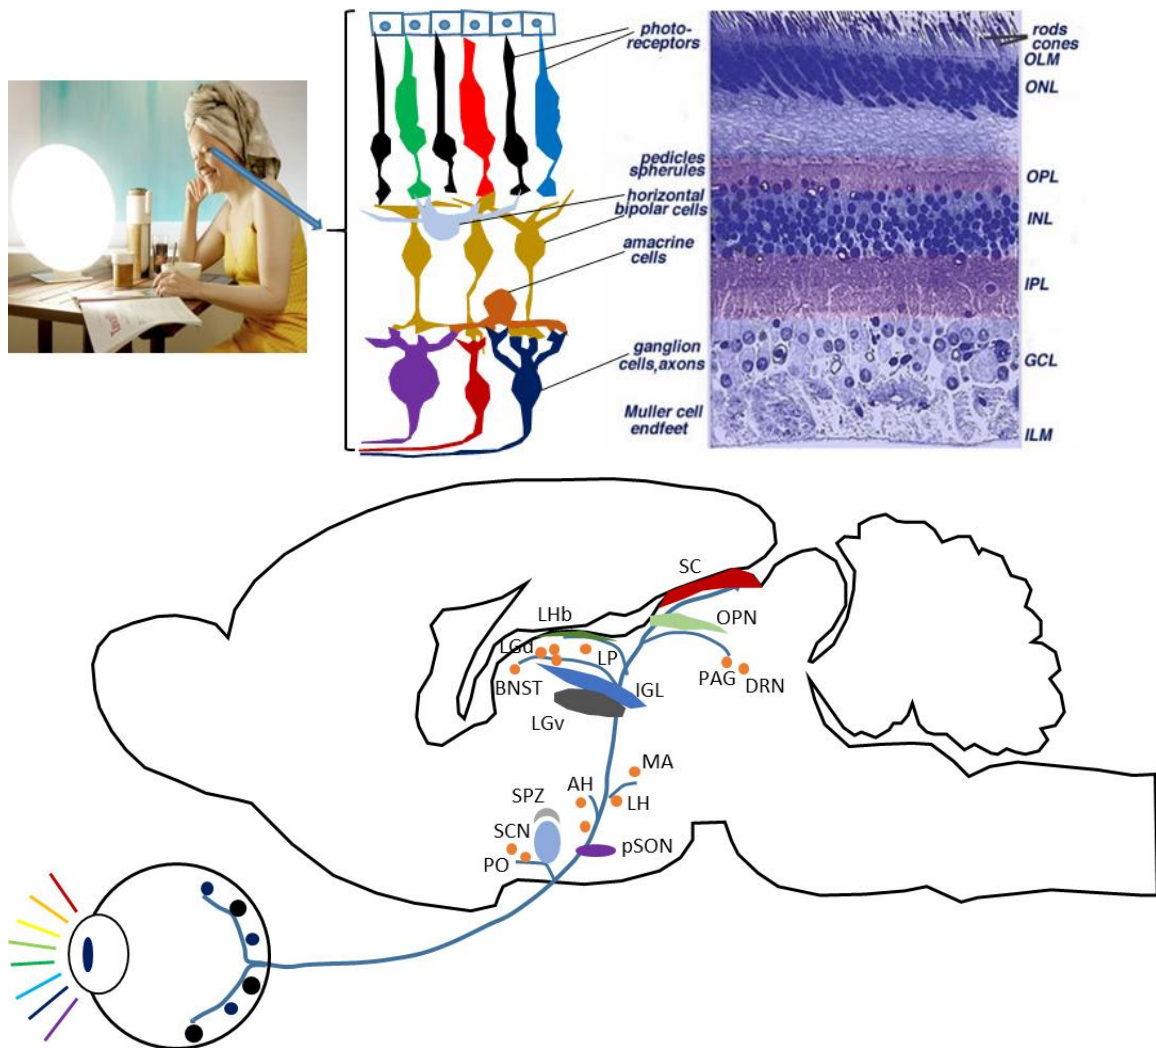 photo-
receptors
pedicles
spherules
horizontal
bipolar cells
amacrine
cells
ganglion
cells,axons
Muller cell
endfeet
rods
cones
OLM
ONL
OPL
INL
IPL
GCL
ILM
SC
LHb
OPN
LGd
LP
PAG
DRN
BNST
IGL
LGv
MA
AH
LH
SPZ
SCN
pSON
PO